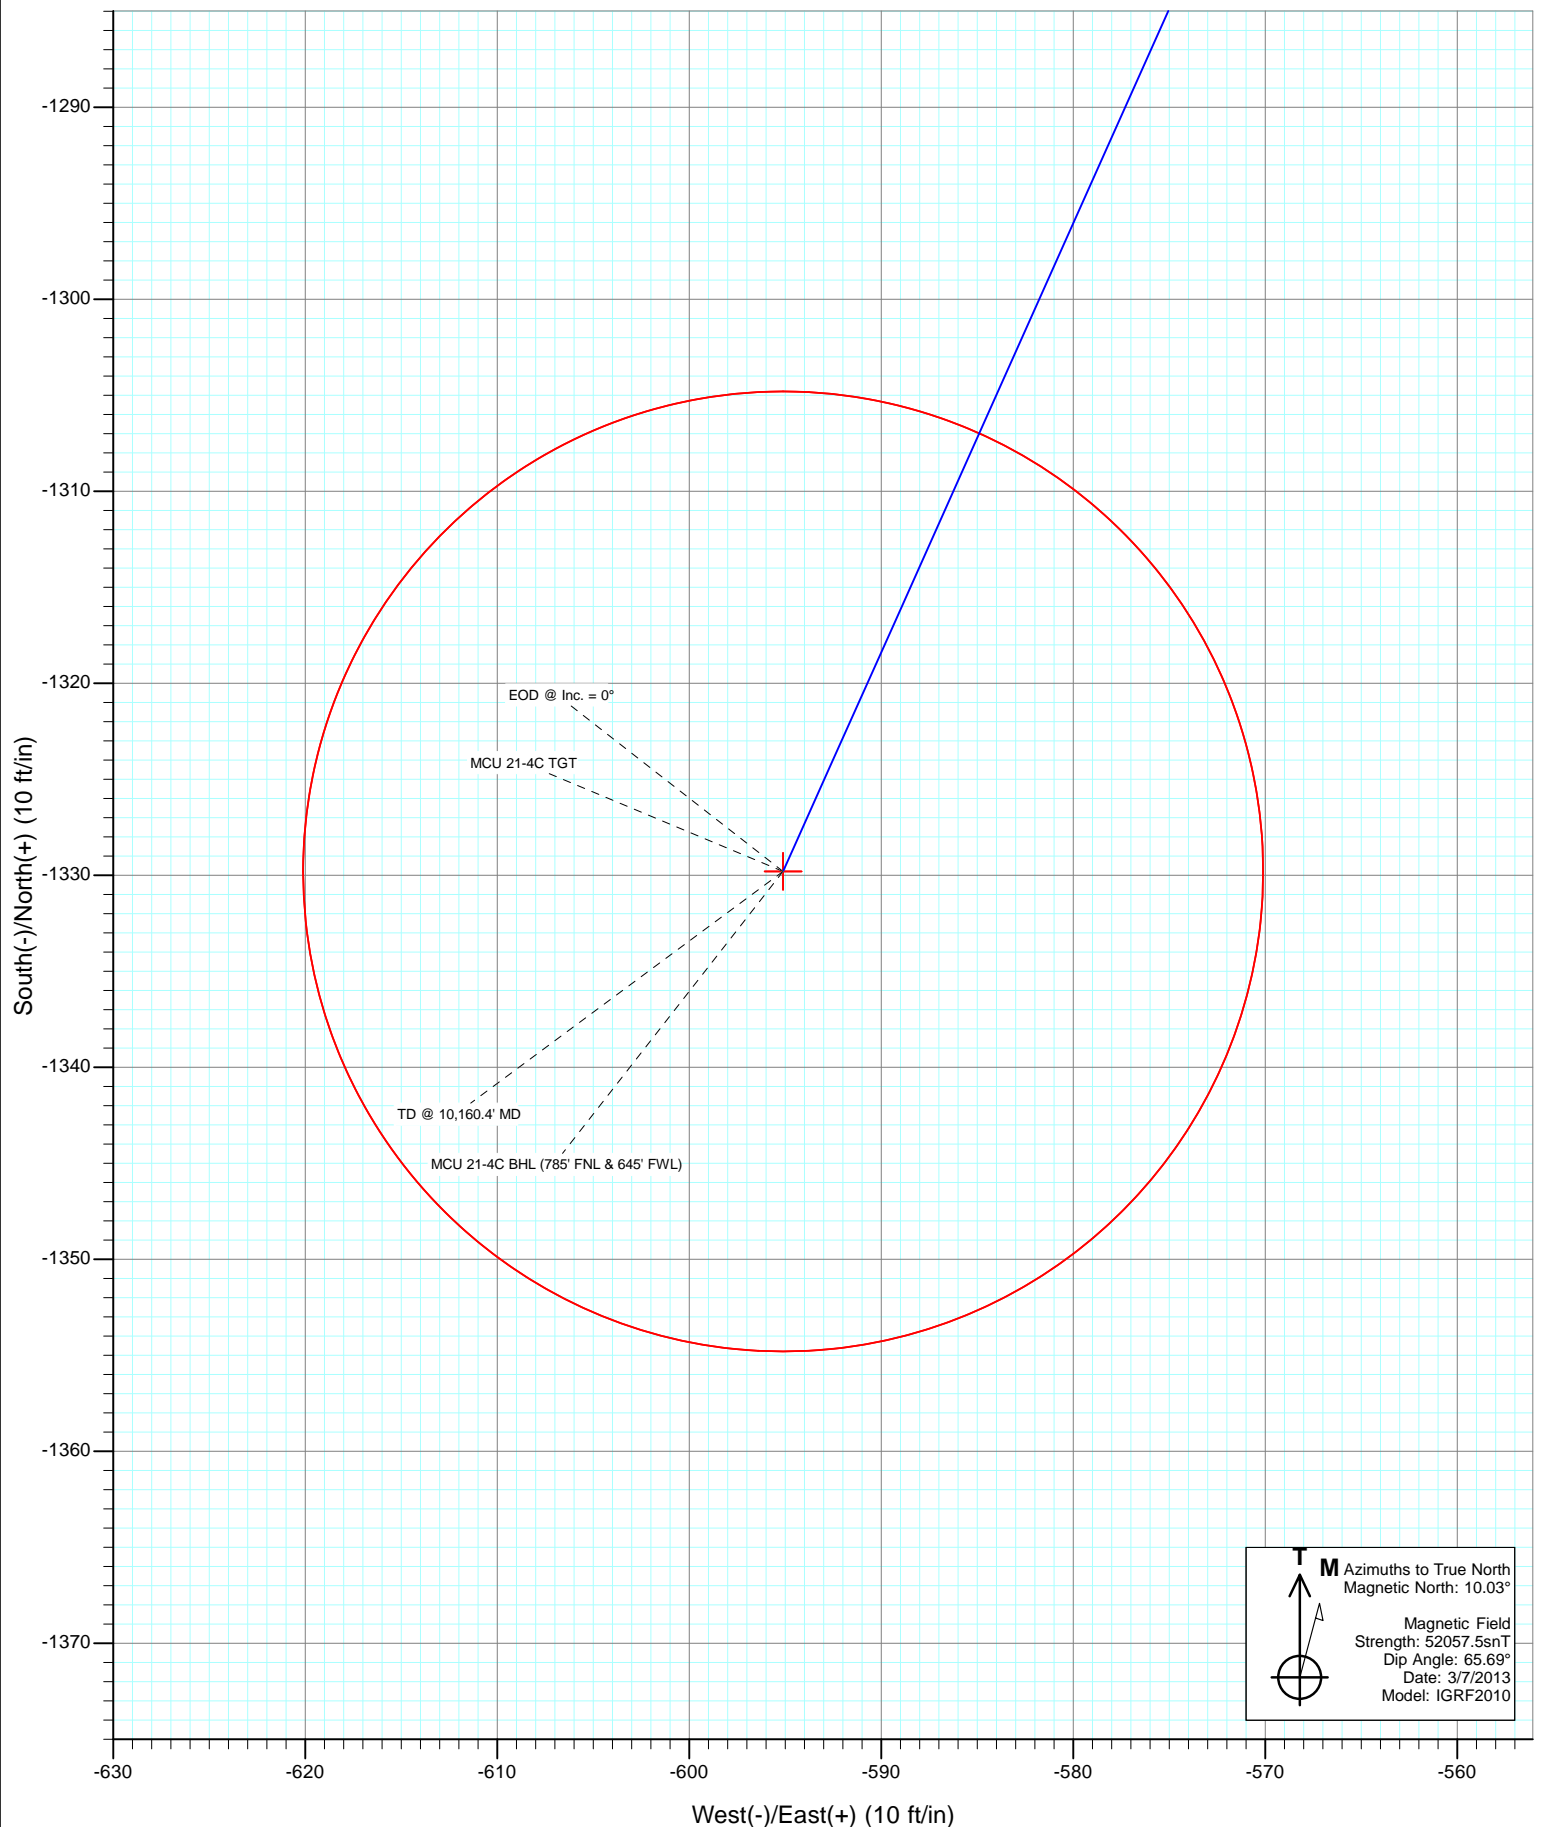 -1290
-1300
-1310
-1320
-1330
-1340
-1350
-1360
-1370
South(-)/North(+) (10 ft/in)
EOD @ Inc. = 0°
MCU 21-4C TGT
TD @ 10,160.4' MD
MCU 21-4C BHL (785' FNL & 645' FWL)
T
M
Azimuths to True North
Magnetic North: 10.03°
Magnetic Field
Strength: 52057.5snT
Dip Angle: 65.69°
Date: 3/7/2013
Model: IGRF2010
-630
-620
-610
-600
-590
-580
-570
-560
West(-)/East(+) (10 ft/in)